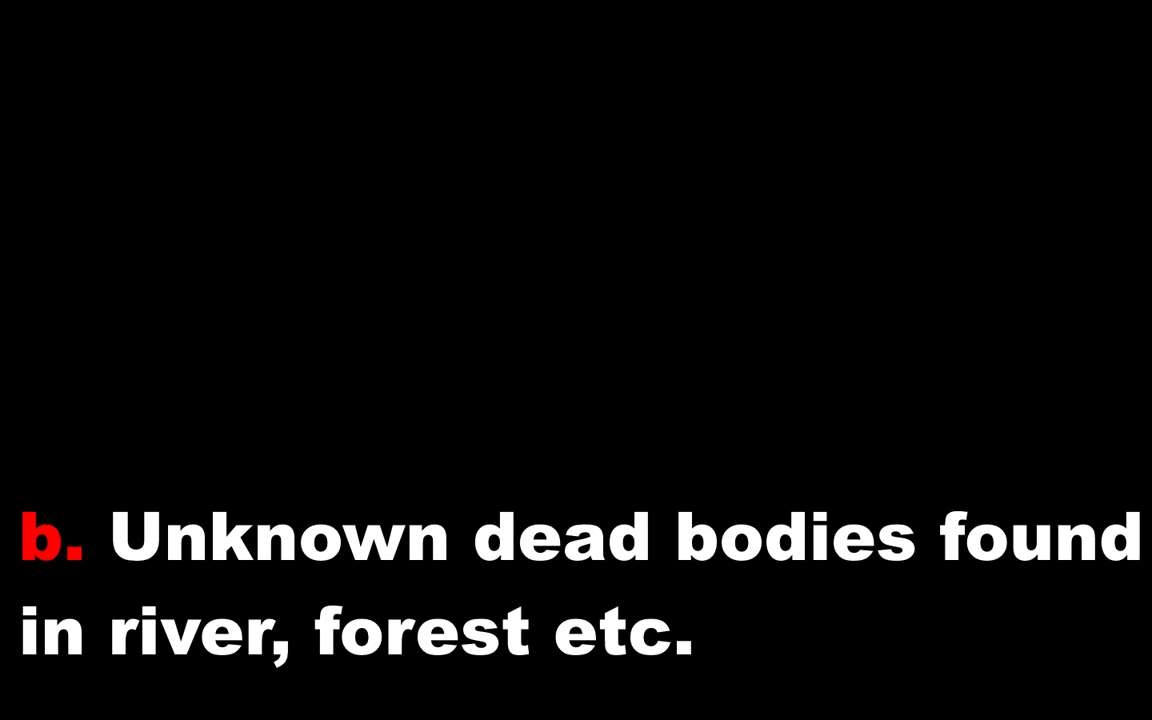 b. Unknown dead bodies found
in river, forest etc.